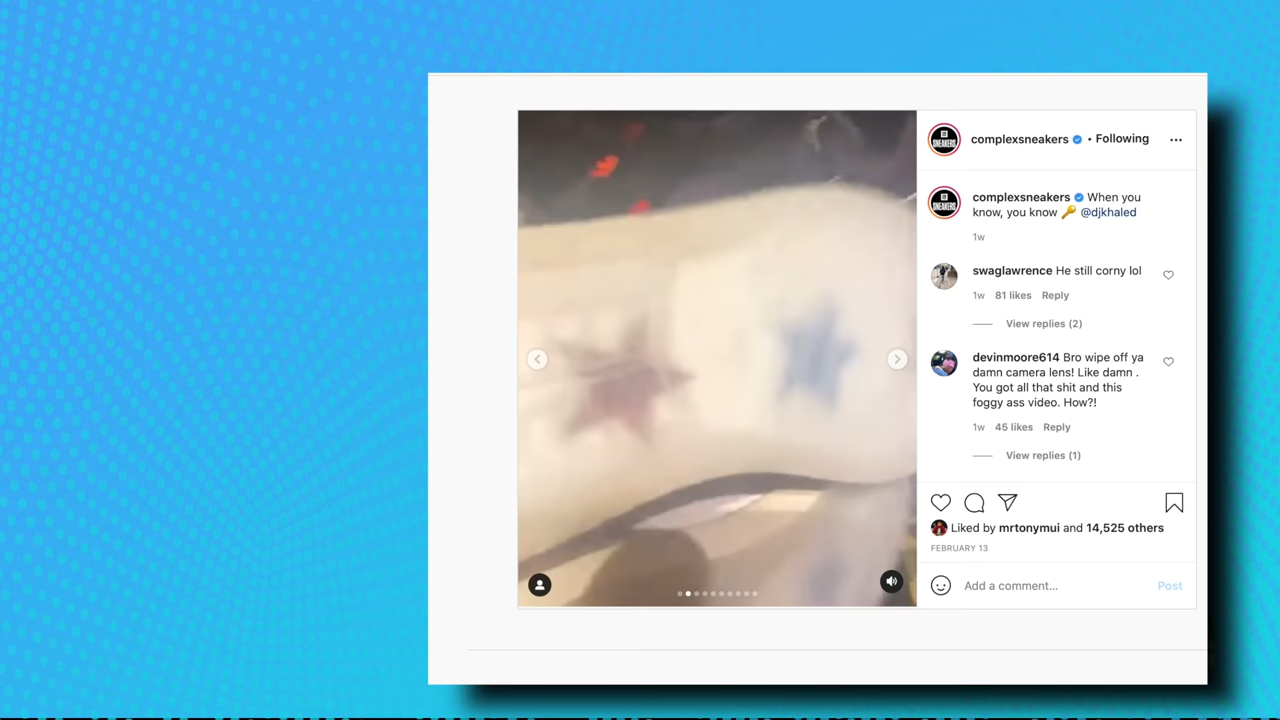 SNEAKERS
complexsneakers • Following
SNEAKERS
complexsneakers When you
know, you know 🔑 @djkhaled
1w
swaglawrence He still corny lol
1w 81 likes Reply
View replies (2)
devinmoore614 Bro wipe off ya
damn camera lens! Like damn .
You got all that shit and this
foggy ass video. How?!
1w 45 likes Reply
View replies (1)
Liked by mrtonymui and 14,525 others
FEBRUARY 13
Add a comment... Post